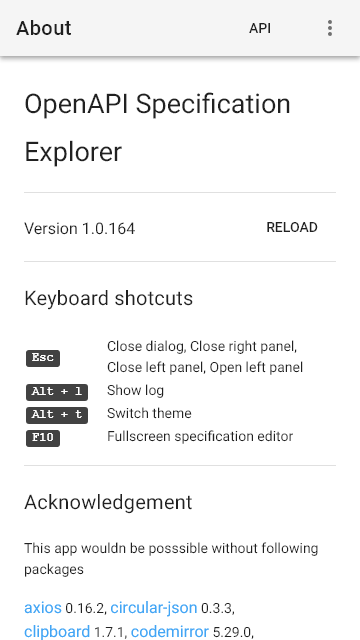 About API
OpenAPI Specification
Explorer
Version 1.0.164 RELOAD
Keyboard shotcuts
Esc Close dialog, Close right panel,
Close left panel, Open left panel
Alt + l Show log
Alt + t Switch theme
F10 Fullscreen specification editor
Acknowledgement
This app wouldn be posssible without following
packages
axios 0.16.2, circular-json 0.3.3,
clipboard 1.7.1, codemirror 5.29.0,